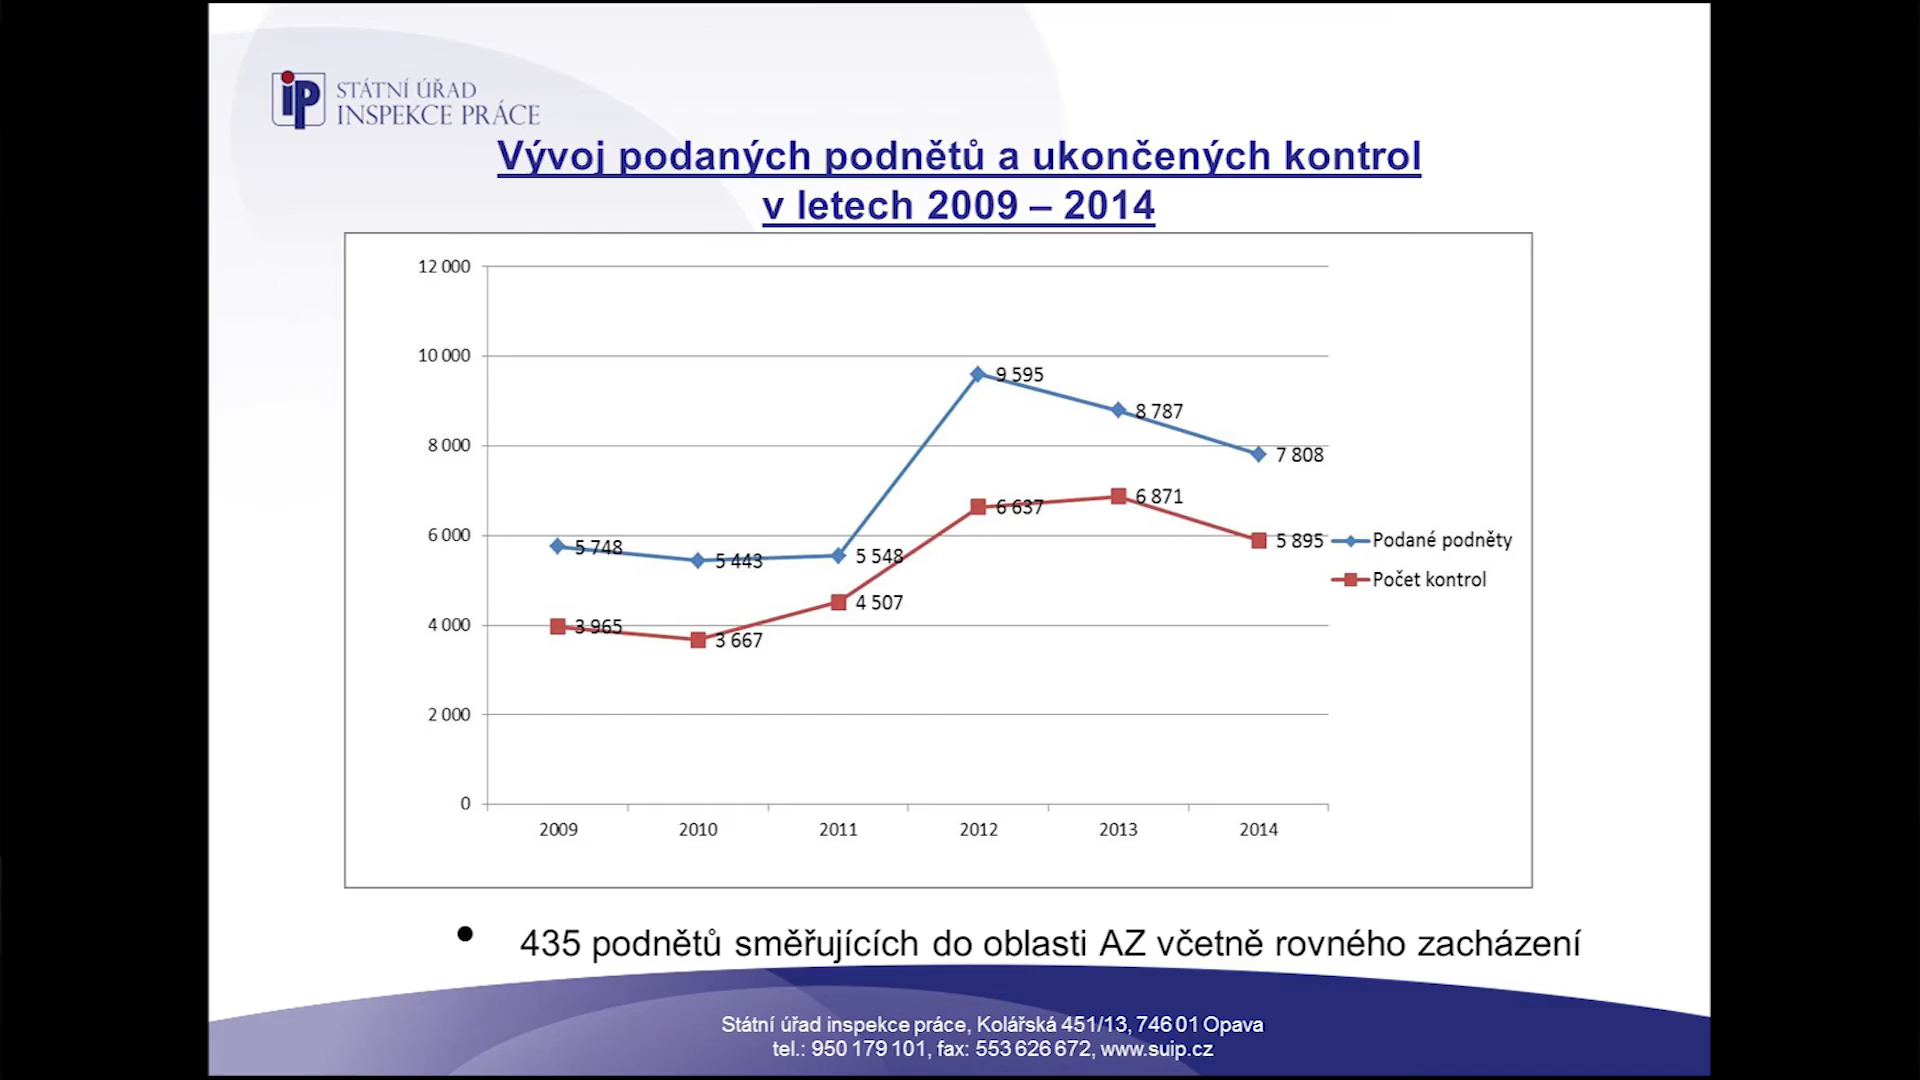 iP STÁTNÍ ÚŘAD
INSPEKCE PRÁCE
Vývoj podaných podnětů a ukončených kontrol
v letech 2009 – 2014
12 000
10 000
8 000
6 000
4 000
2 000
0
9 595
8 787
7 808
5 748
5 443
5 548
6 637
6 871
5 895
3 965
3 667
4 507
Podané podněty
Počet kontrol
2009 2010 2011 2012 2013 2014
• 435 podnětů směřujících do oblasti AZ včetně rovného zacházení
Státní úřad inspekce práce, Kolářská 451/13, 746 01 Opava
tel.: 950 179 101, fax: 553 626 672, www.suip.cz